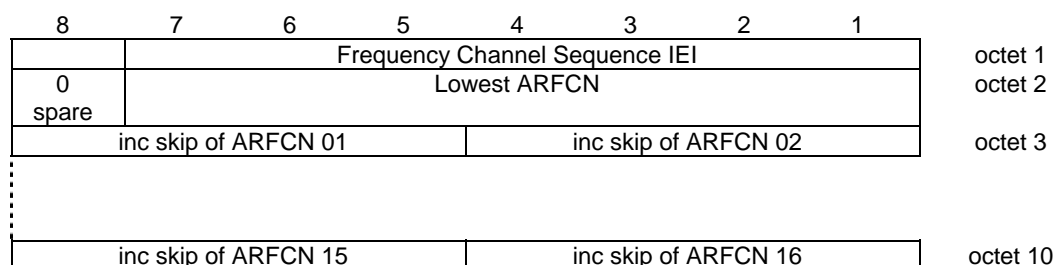 8 7 6 5 4 3 2 1
Frequency Channel Sequence IEI octet 1
0 Lowest ARFCN octet 2
spare
inc skip of ARFCN 01 inc skip of ARFCN 02 octet 3
inc skip of ARFCN 15 inc skip of ARFCN 16 octet 10